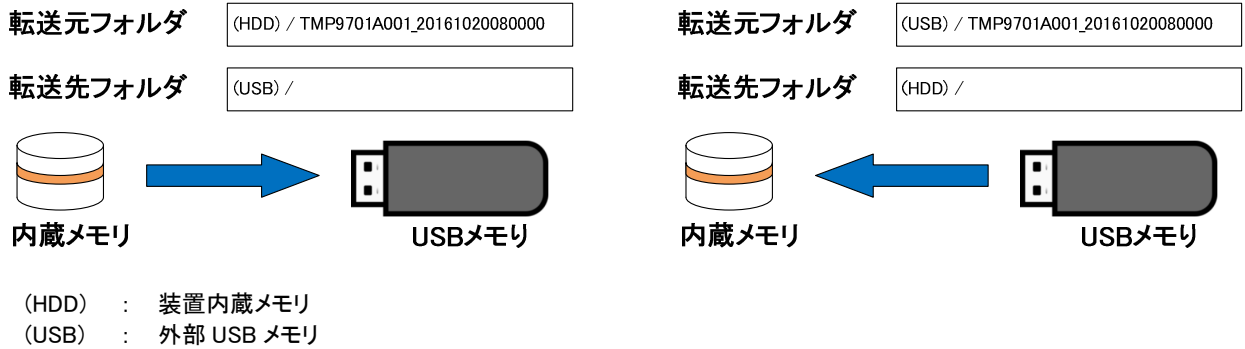 転送元フォルダ (HDD) / TMP9701A001_20161020080000
転送先フォルダ (USB) /
内蔵メモリ USBメモリ
転送元フォルダ (USB) / TMP9701A001_20161020080000
転送先フォルダ (HDD) /
内蔵メモリ USBメモリ
(HDD) : 装置内蔵メモリ
(USB) : 外部 USB メモリ